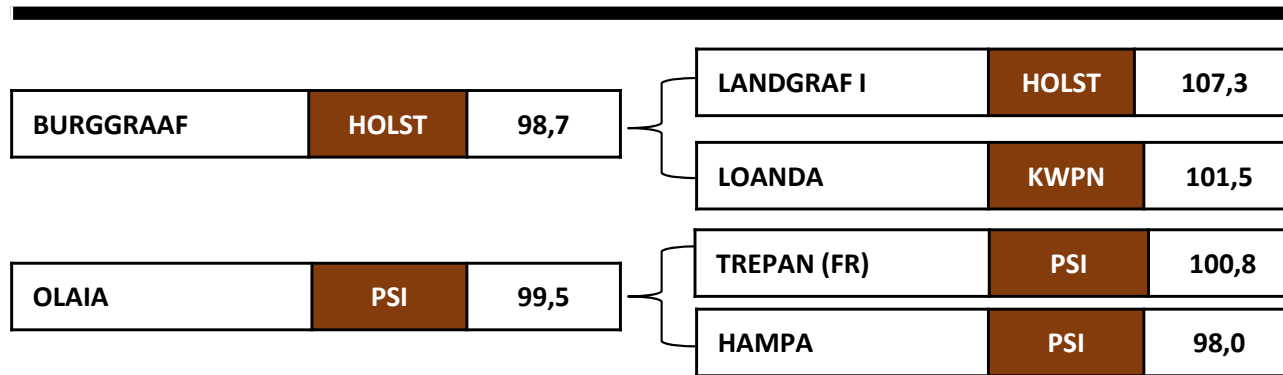 BURGGRAAF HOLST 98,7
LANDGRAF I HOLST 107,3
LOANDA KWPN 101,5
OLAIA PSI 99,5
TREPAN (FR) PSI 100,8
HAMPA PSI 98,0